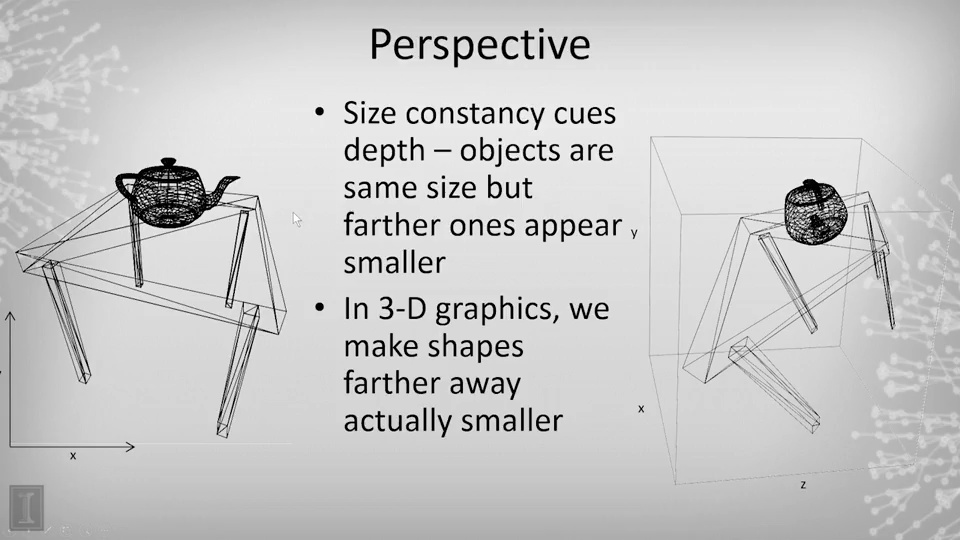 Perspective
• Size constancy cues
depth – objects are
same size but
farther ones appear
smaller
• In 3-D graphics, we
make shapes
farther away
actually smaller
x
y
x
z
I